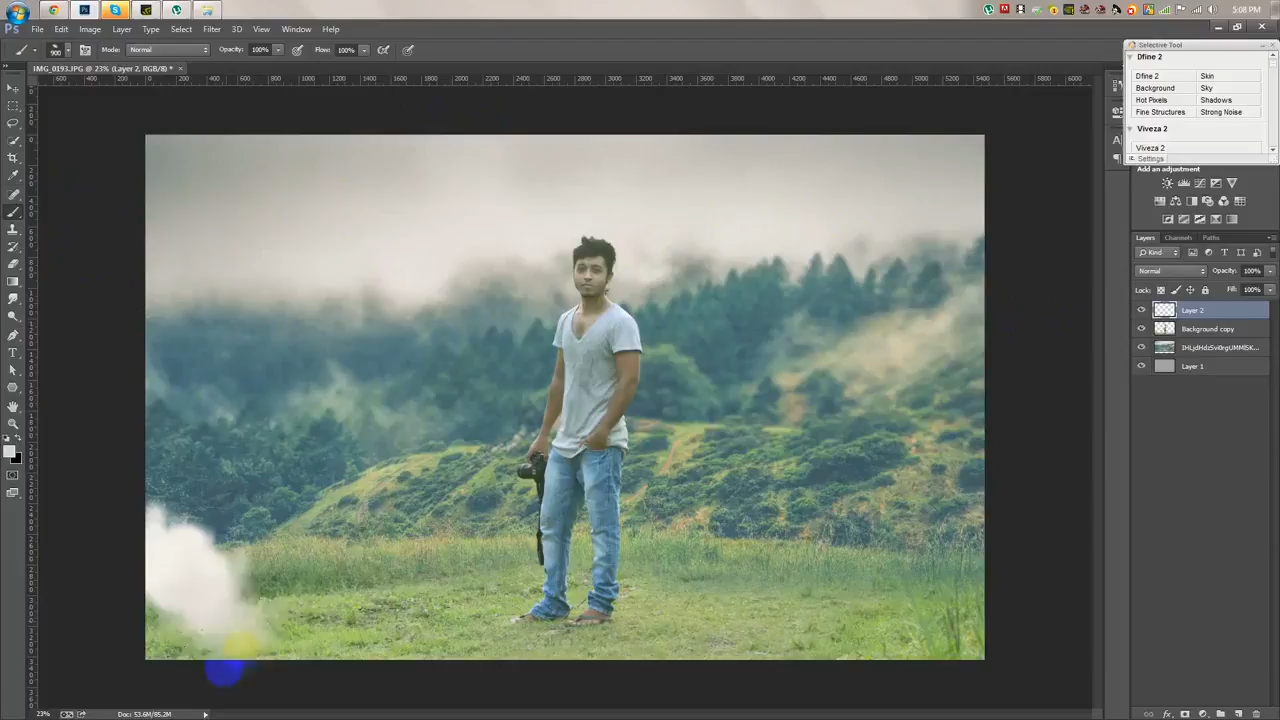 5:08 PM
Ps File Edit Image Layer Type Select Filter 3D View Window Help
900 Mode: Normal Opacity: 100% Flow: 100%
Selective Tool
IMG_0193.JPG @ 23% (Layer 2, RGB/8) * ×
Dfine 2
Dfine 2 Skin
Background Sky
Hot Pixels Shadows
Fine Structures Strong Noise
Viveza 2
Viveza 2
Settings
Add an adjustment
Layers Channels Paths
Kind
Normal Opacity: 100%
Lock: Fill: 100%
Layer 2
Background copy
Layer 1
23% Doc: 53.6M/85.2M